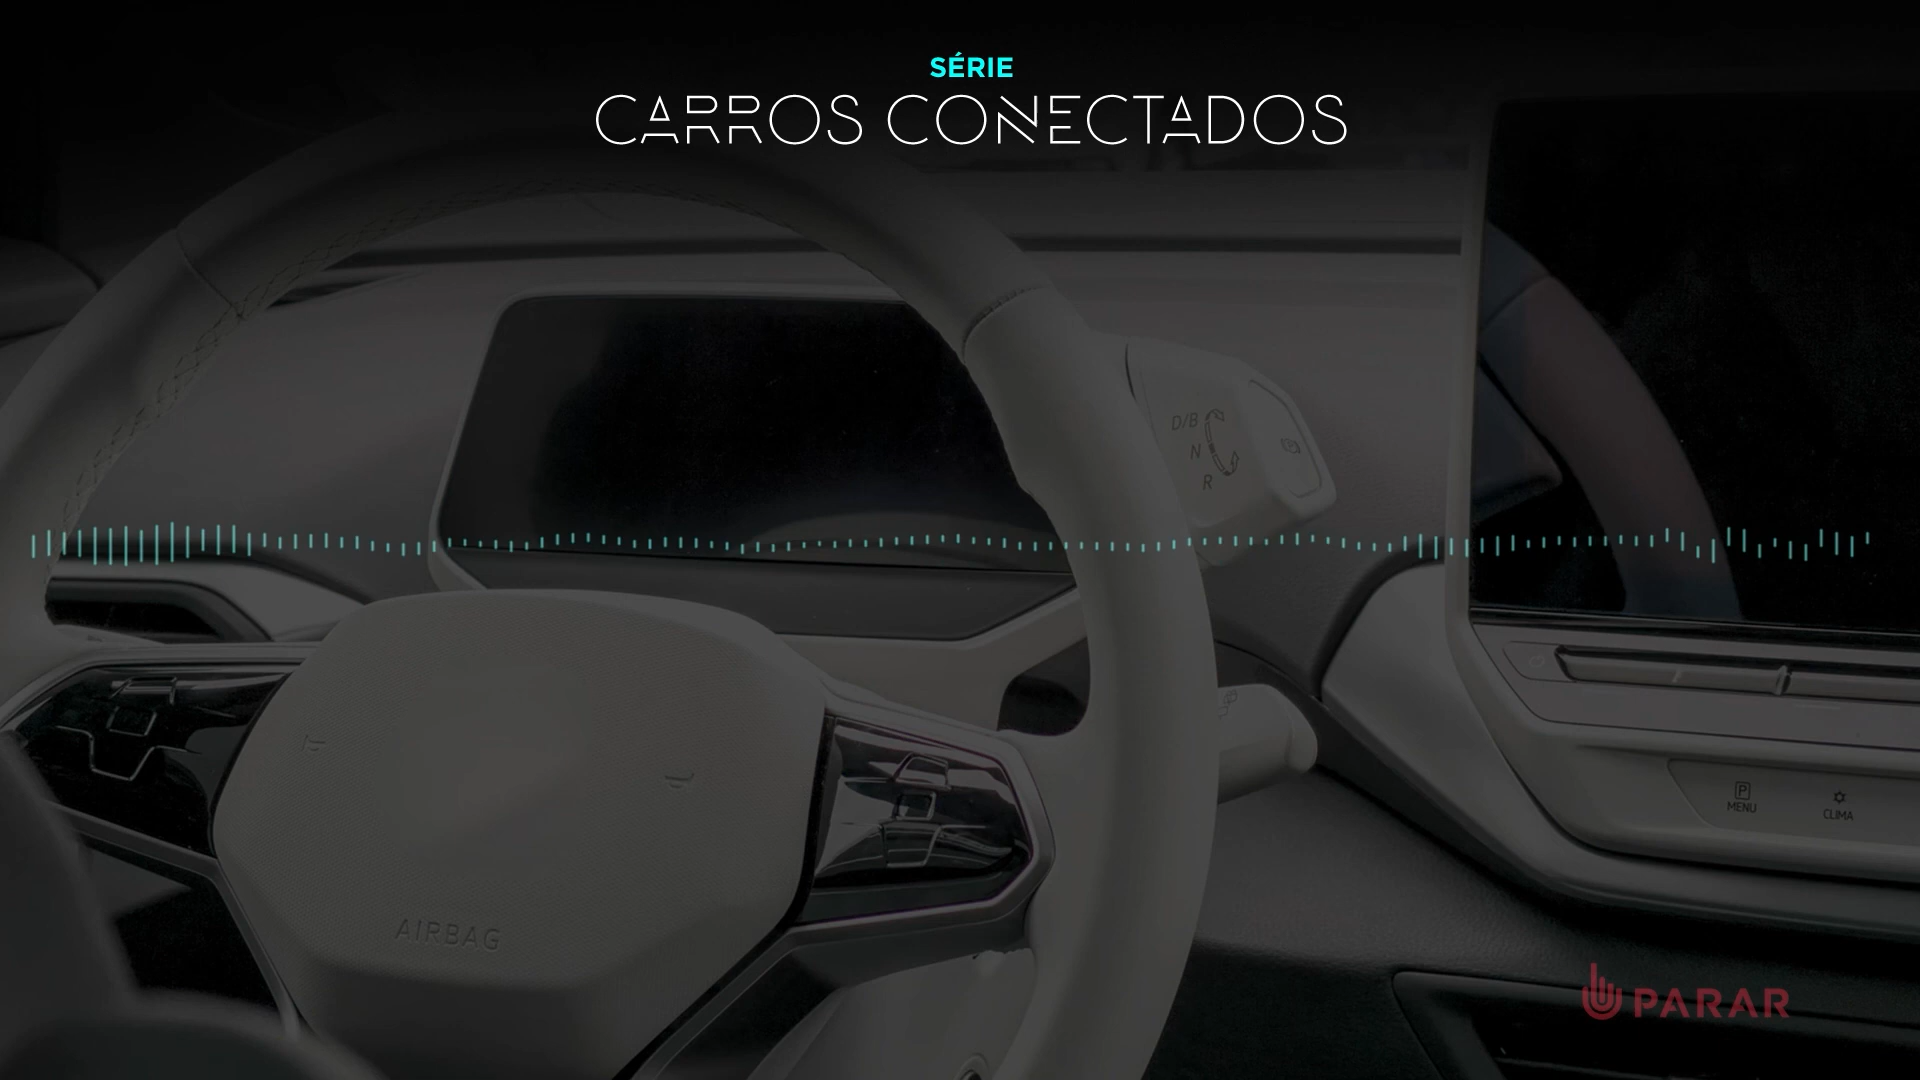 SÉRIE
CARROS CONECTADOS
D/B
N
R
P
MENU
CLIMA
AIRBAG
PARAR